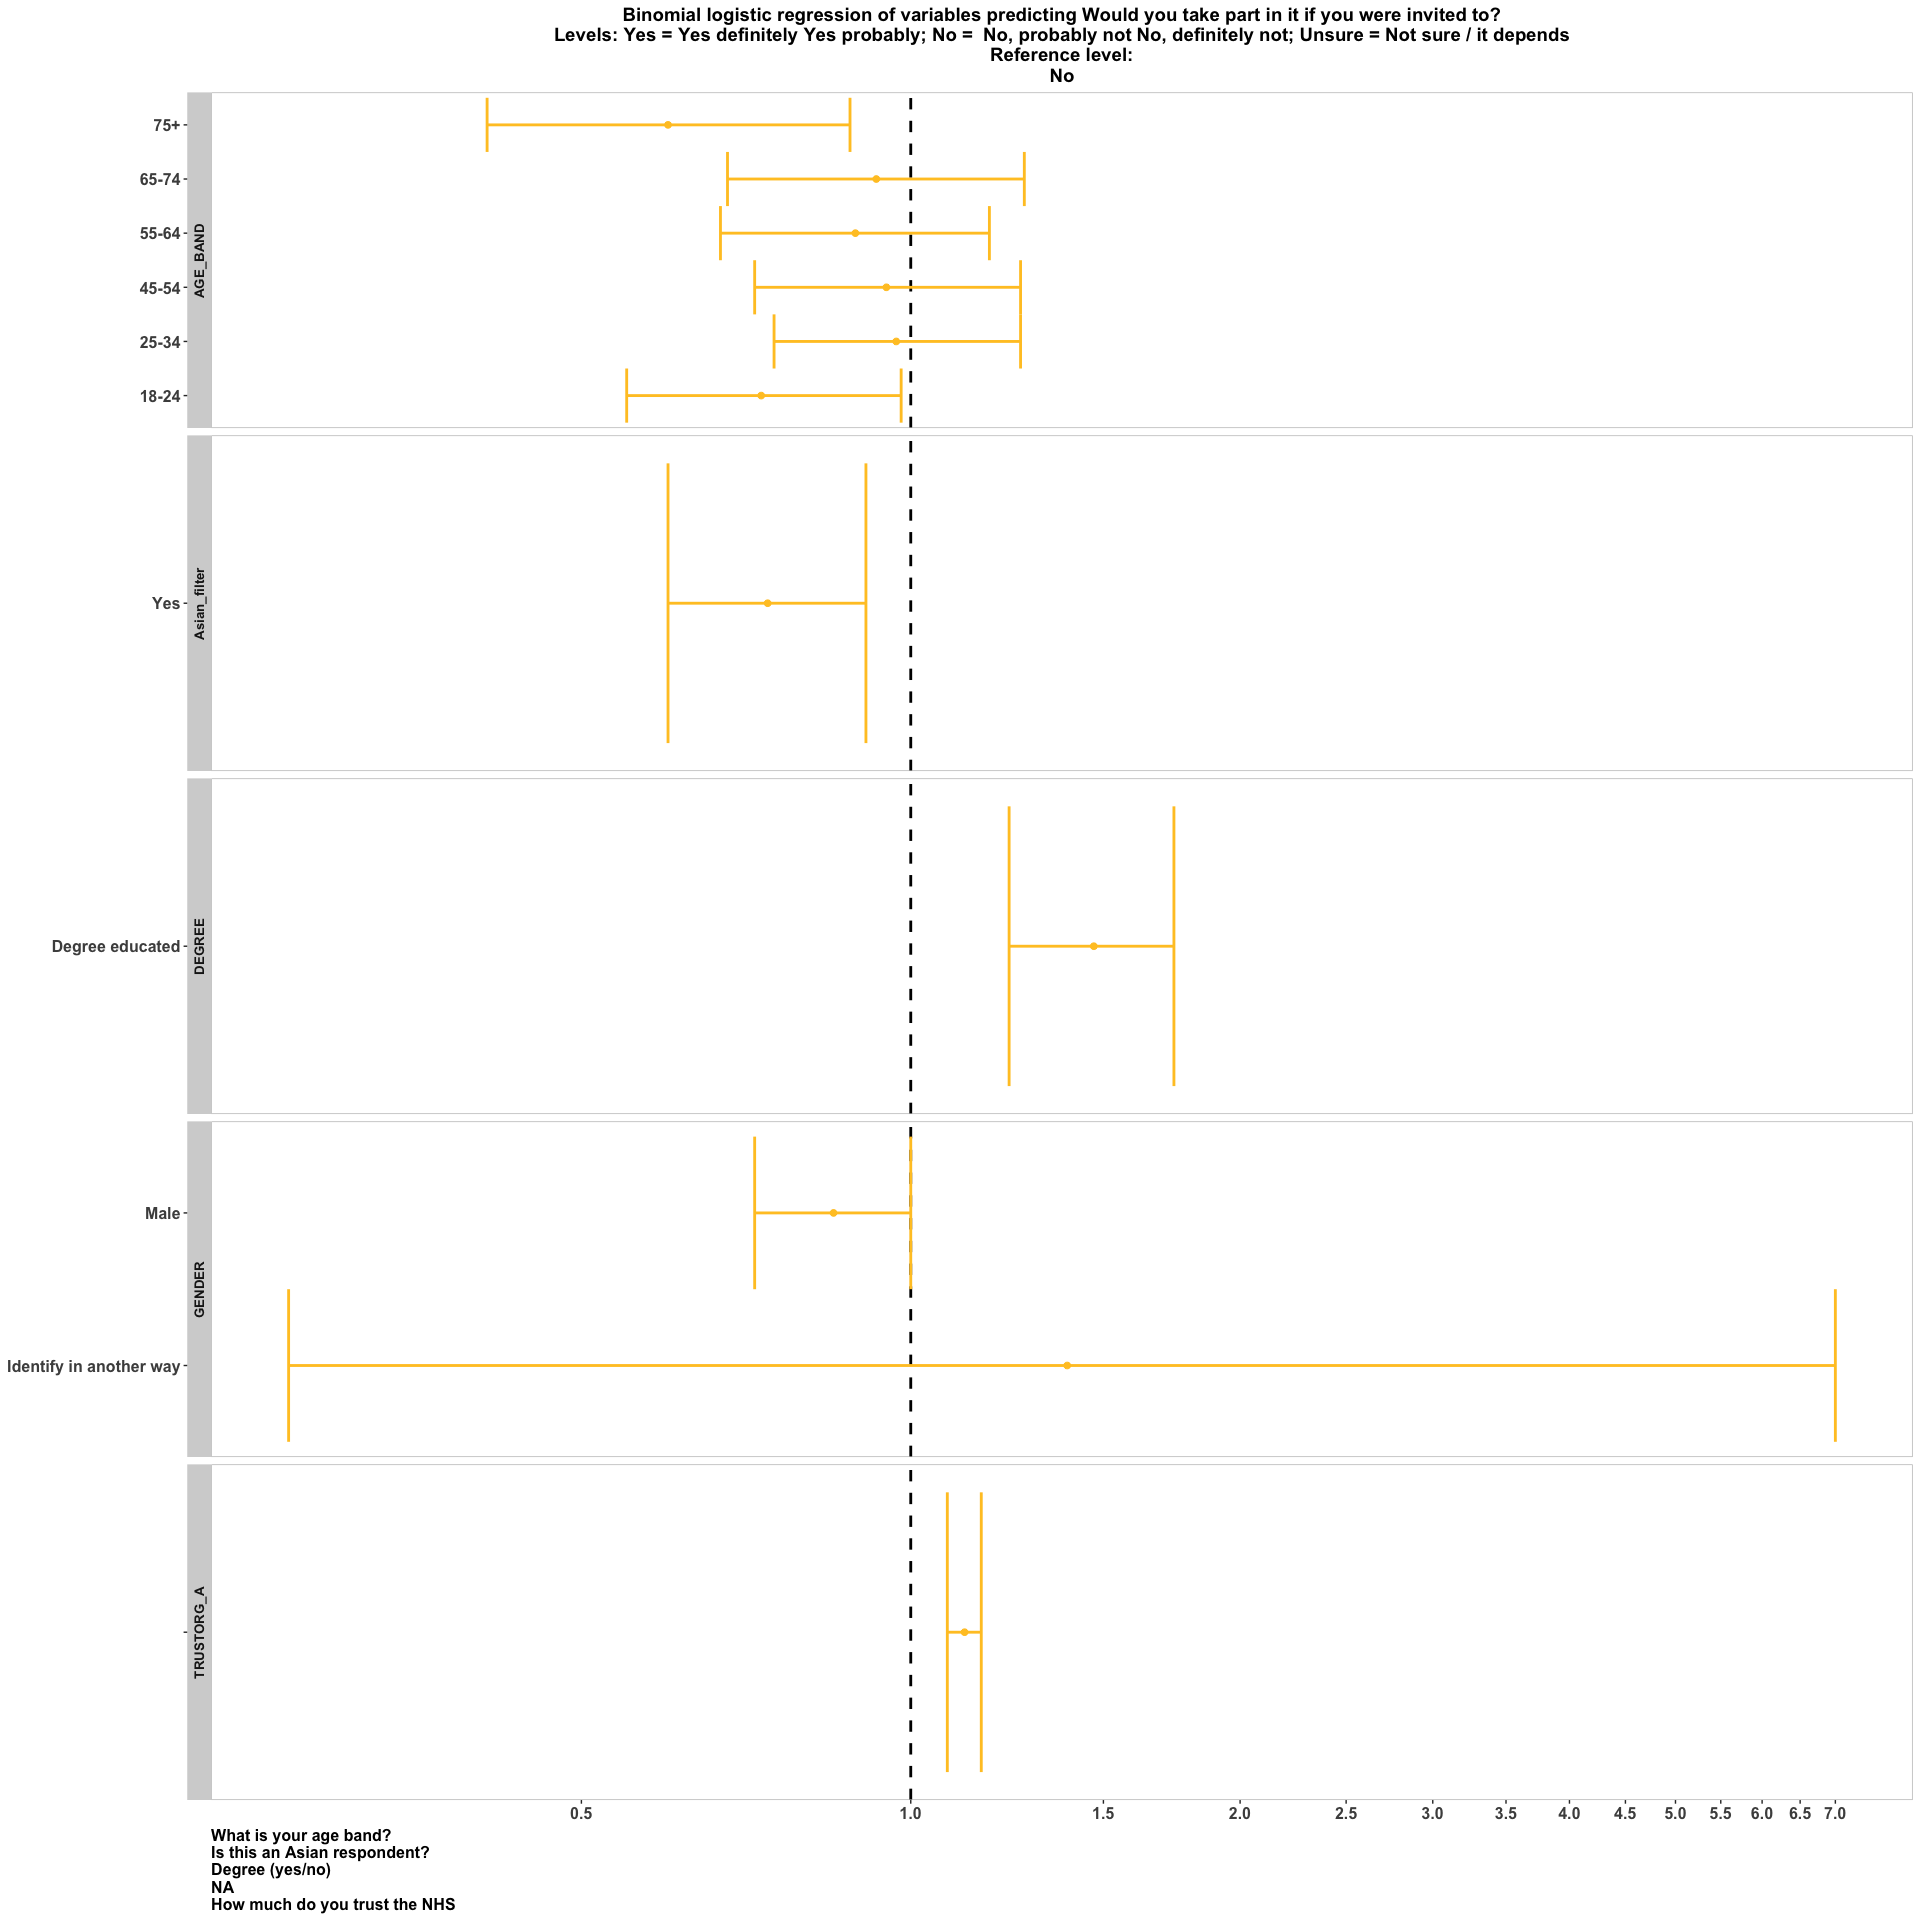 Binomial logistic regression of variables predicting Would you take part in it if you were invited to?
Levels: Yes = Yes definitely Yes probably; No =  No, probably not No, definitely not; Unsure = Not sure / it depends
Reference level:
No
AGE_BAND
75+
65-74
55-64
45-54
25-34
18-24
Asian_filter
Yes
DEGREE
Degree educated
GENDER
Male
Identify in another way
TRUSTORG_A
0.5 1.0 1.5 2.0 2.5 3.0 3.5 4.0 4.5 5.0 5.5 6.0 6.5 7.0
What is your age band?
Is this an Asian respondent?
Degree (yes/no)
NA
How much do you trust the NHS